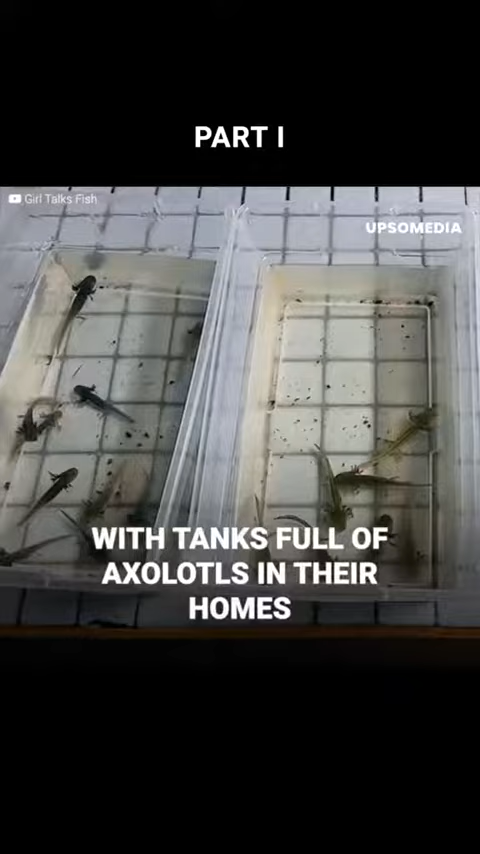 PART I
Girl Talks Fish
UPSOMEDIA
WITH TANKS FULL OF
AXOLOTLS IN THEIR
HOMES